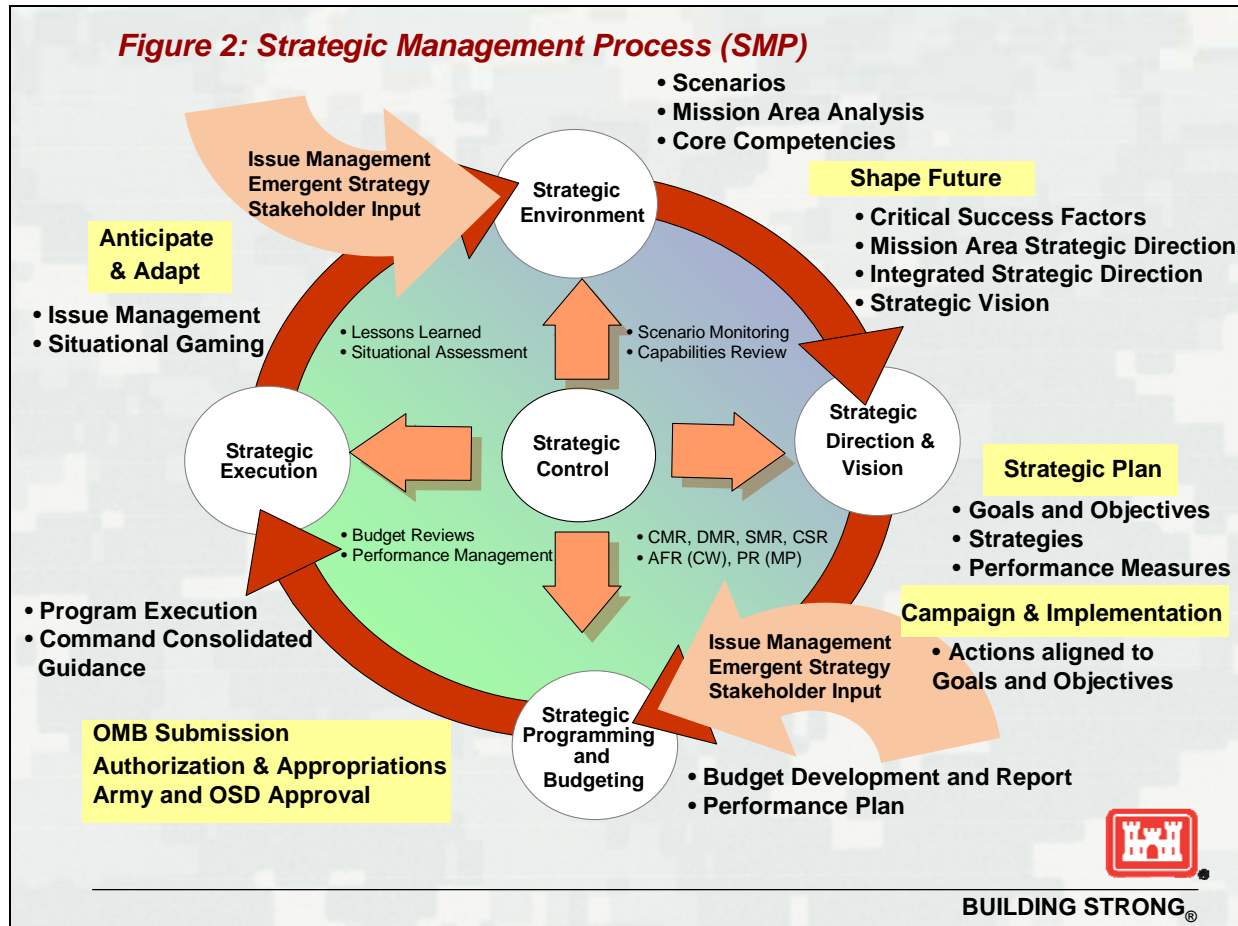 Figure 2: Strategic Management Process (SMP)
• Scenarios
• Mission Area Analysis
• Core Competencies
Issue Management
Emergent Strategy
Stakeholder Input
Strategic
Environment
Shape Future
• Critical Success Factors
• Mission Area Strategic Direction
• Integrated Strategic Direction
• Strategic Vision
Anticipate
& Adapt
• Issue Management
• Situational Gaming
• Lessons Learned
• Situational Assessment
• Scenario Monitoring
• Capabilities Review
Strategic
Execution
Strategic
Control
Strategic
Direction &
Vision
Strategic Plan
• Goals and Objectives
• Strategies
• Performance Measures
• Budget Reviews
• Performance Management
• CMR, DMR, SMR, CSR
• AFR (CW), PR (MP)
Campaign & Implementation
• Actions aligned to
Goals and Objectives
• Program Execution
• Command Consolidated
Guidance
Issue Management
Emergent Strategy
Stakeholder Input
Strategic
Programming
and
Budgeting
OMB Submission
Authorization & Appropriations
Army and OSD Approval
• Budget Development and Report
• Performance Plan
®
BUILDING STRONG®